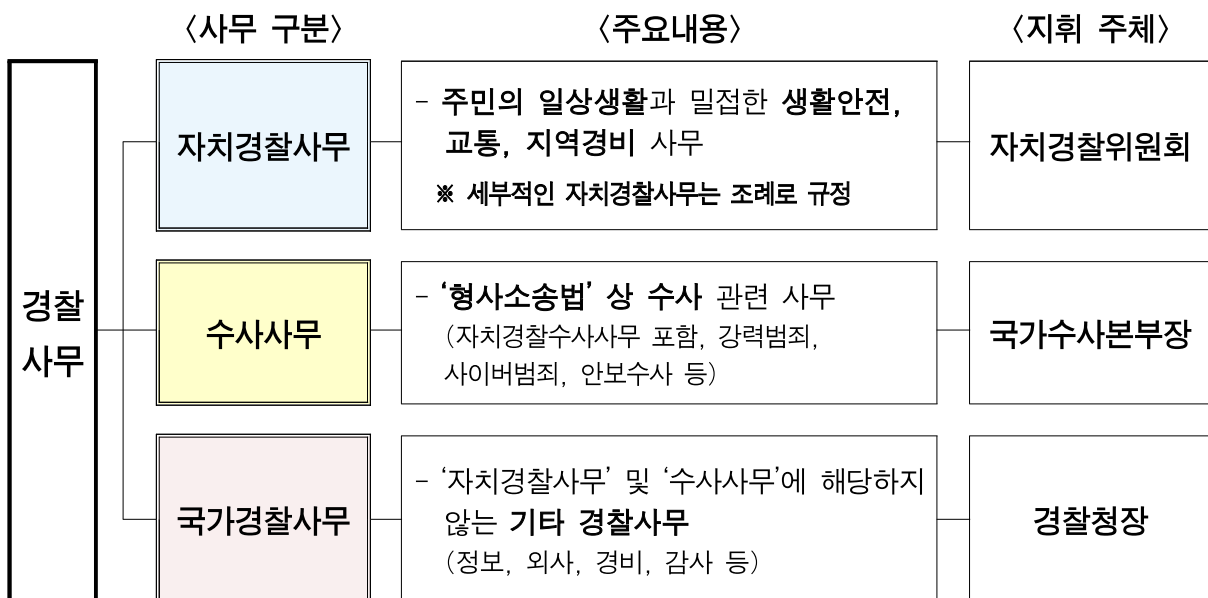 〈사무 구분〉 〈주요내용〉 〈지휘 주체〉
경찰
사무
자치경찰사무
- 주민의 일상생활과 밀접한 생활안전,
교통, 지역경비 사무
※ 세부적인 자치경찰사무는 조례로 규정
자치경찰위원회
수사사무
- ‘형사소송법’ 상 수사 관련 사무
(자치경찰수사사무 포함, 강력범죄,
사이버범죄, 안보수사 등)
국가수사본부장
국가경찰사무
- ‘자치경찰사무’ 및 ‘수사사무’에 해당하지
않는 기타 경찰사무
(정보, 외사, 경비, 감사 등)
경찰청장